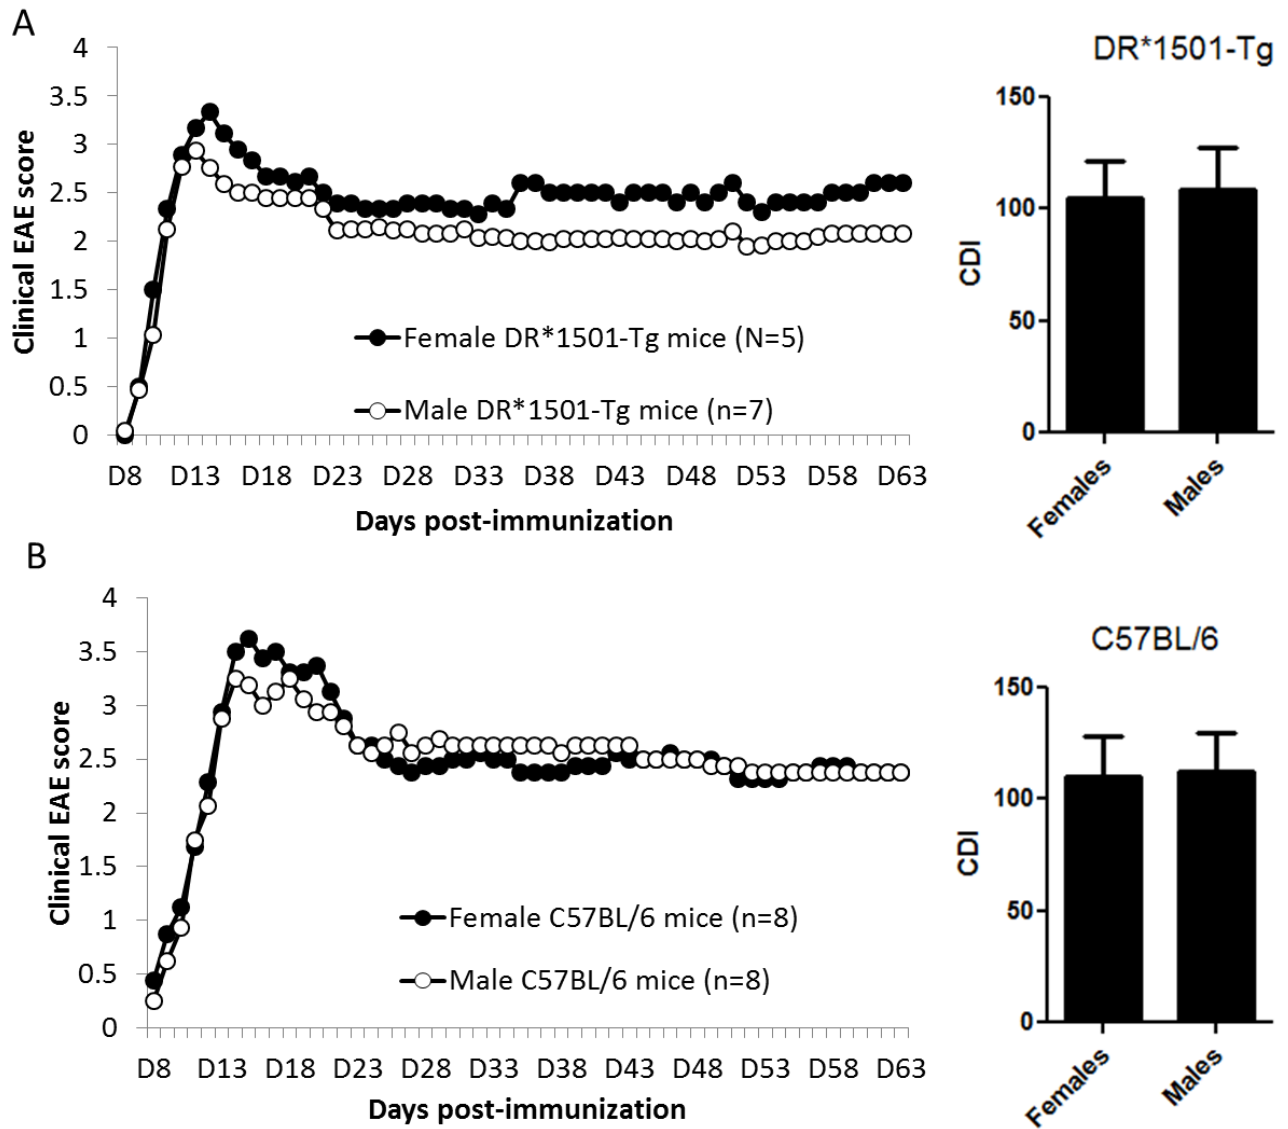 A
4
3.5
3
2.5
2
1.5
1
0.5
0
Clinical EAE score
Female DR*1501-Tg mice (N=5)
Male DR*1501-Tg mice (n=7)
D8 D13 D18 D23 D28 D33 D38 D43 D48 D53 D58 D63
Days post-immunization
DR*1501-Tg
150
100
50
0
CDI
Females
Males
B
4
3.5
3
2.5
2
1.5
1
0.5
0
Clinical EAE score
Female C57BL/6 mice (n=8)
Male C57BL/6 mice (n=8)
D8 D13 D18 D23 D28 D33 D38 D43 D48 D53 D58 D63
Days post-immunization
C57BL/6
150
100
50
0
CDI
Females
Males